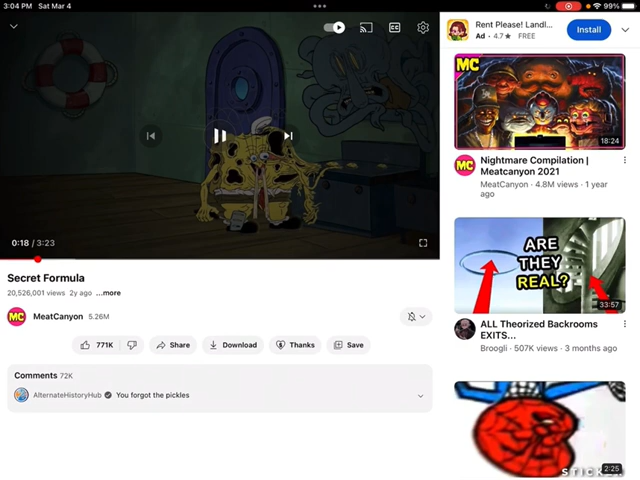 3:04 PM Sat Mar 4
99%
CC
0:18 / 3:23
Secret Formula
20,526,001 views 2y ago ...more
MC
MeatCanyon 5.26M
771K
Share
Download
Thanks
Save
Comments 72K
AlternateHistoryHub You forgot the pickles
Rent Please! Landl...
Ad • 4.7★ FREE
Install
MC
18:24
MC
Nightmare Compilation |
Meatcanyon 2021
MeatCanyon · 4.8M views · 1 year
ago
ARE
THEY
REAL?
33:57
ALL Theorized Backrooms
EXITS...
Broogli · 507K views · 3 months ago
2:25